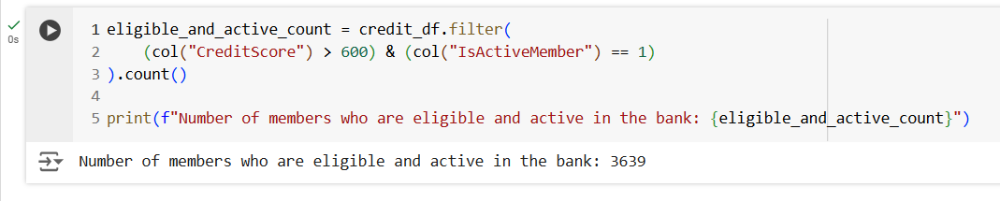 1 eligible_and_active_count = credit_df.filter(
0s
2     (col("CreditScore") > 600) & (col("IsActiveMember") == 1)
3 ).count()
4
5 print(f"Number of members who are eligible and active in the bank: {eligible_and_active_count}")
Number of members who are eligible and active in the bank: 3639